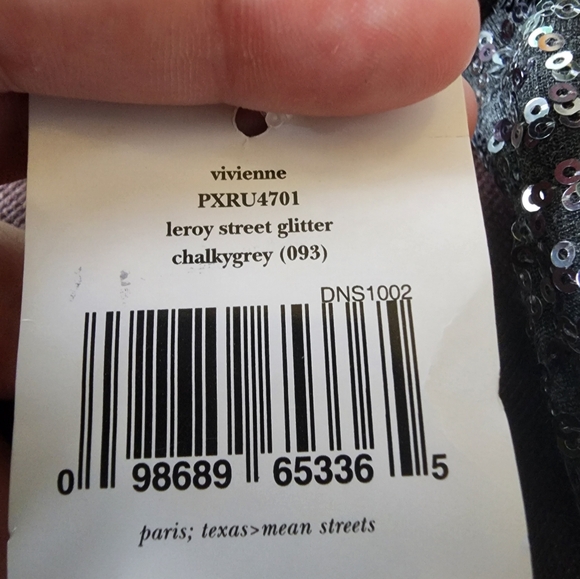 vivienne
PXRU4701
leroy street glitter
chalkygrey (093)
DNS1002
0 98689 65336 5
paris; texas>mean streets